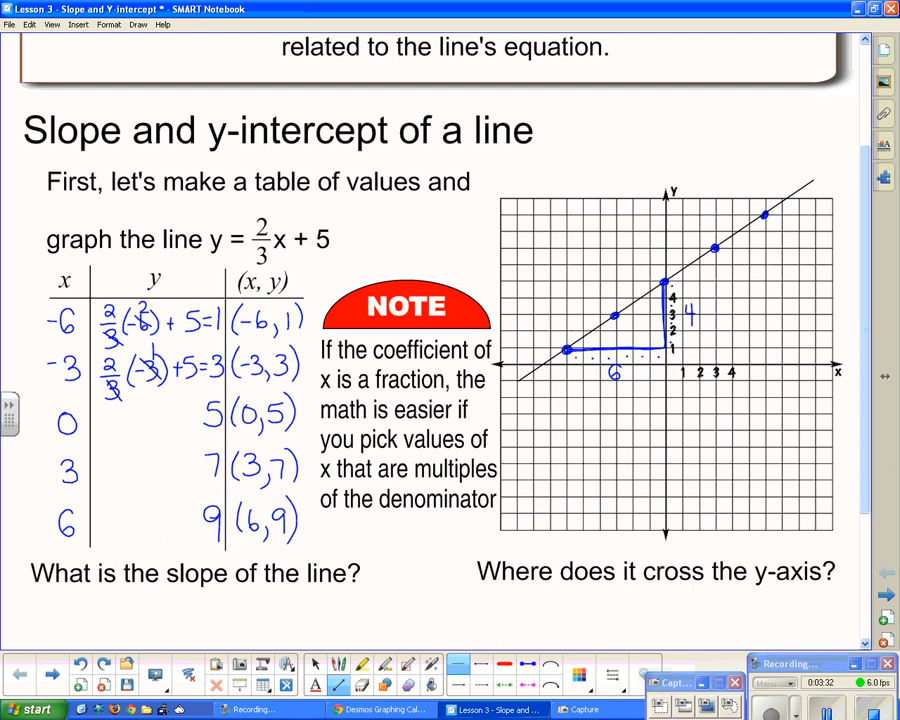 Lesson 3 - Slope and Y-intercept * - SMART Notebook
File Edit View Insert Format Draw Help
related to the line's equation.
Slope and y-intercept of a line
First, let's make a table of values and
graph the line y = 2/3 x + 5
x y (x, y)
-6 2/3 (-6) 2 + 5 = 1 (-6, 1)
-3 2/3 (-3) 1 + 5 = 3 (-3, 3)
0 5 (0, 5)
3 7 (3, 7)
6 9 (6, 9)
NOTE
If the coefficient of
x is a fraction, the
math is easier if
you pick values of
x that are multiples
of the denominator
Y
4
3
2
1
4
6
1 2 3 4
x
What is the slope of the line?
Where does it cross the y-axis?
Recording...
Menu
0:03:32
6.0 fps
Capt...
start
Recording...
Desmos Graphing Cal...
Lesson 3 - Slope and ...
Capture